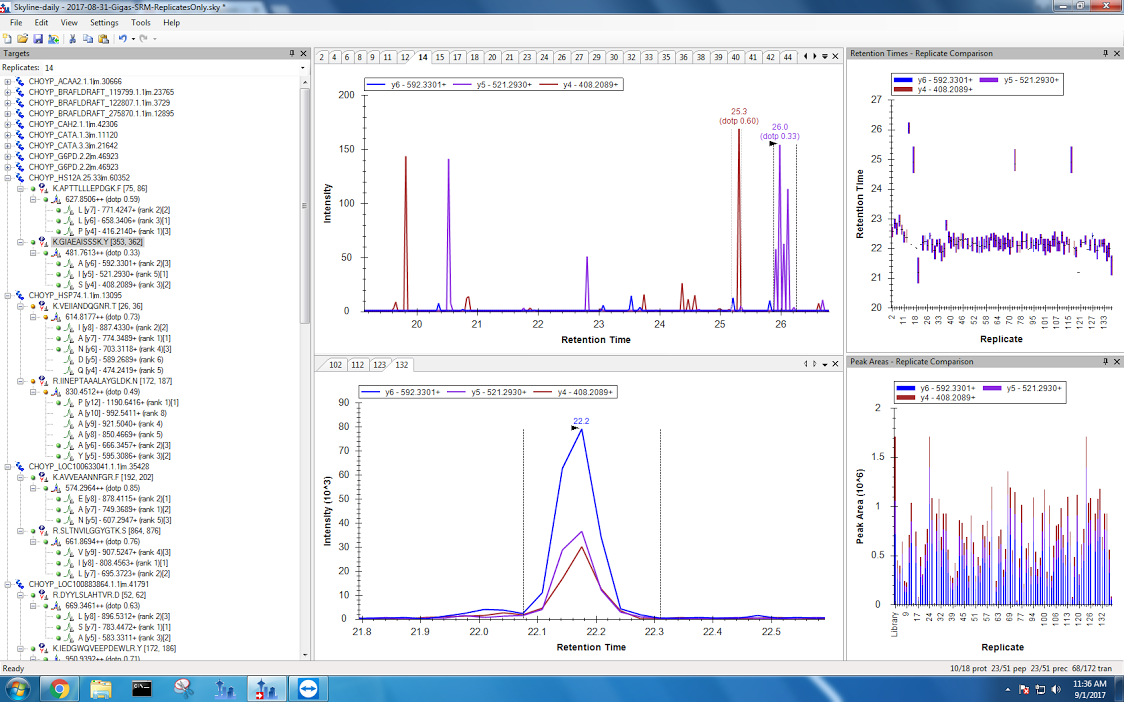 Skyline-daily - 2017-08-31-Gigas-SRM-ReplicatesOnly.sky *
File Edit View Settings Tools Help
Targets
Replicates: 14
CHOYP_ACAA2.1.1|m.30666
CHOYP_BRAFLDRAFT_119799.1.1|m.23765
CHOYP_BRAFLDRAFT_122807.1.1|m.3729
CHOYP_BRAFLDRAFT_275870.1.1|m.12895
CHOYP_CAH2.1.1|m.42306
CHOYP_CATA.1.3|m.11120
CHOYP_CATA.3.3|m.21642
CHOYP_G6PD.2.2|m.46923
CHOYP_G6PD.2.2|m.46923
CHOYP_HS12A.25.33|m.60352
K.APTTLLLEPDGK.F [75, 86]
627.8506++ (dotp 0.59)
L [y7] - 771.4247+ (rank 2)[2]
L [y6] - 658.3406+ (rank 3)[1]
P [y4] - 416.2140+ (rank 1)[3]
K.GIAEAISSSK.Y [353, 362]
481.7613++ (dotp 0.33)
A [y6] - 592.3301+ (rank 2)[3]
I [y5] - 521.2930+ (rank 5)[1]
S [y4] - 408.2089+ (rank 3)[2]
CHOYP_HSP74.1.1|m.13095
K.VEIIANDQGNR.T [26, 36]
614.8177++ (dotp 0.73)
I [y8] - 887.4330+ (rank 2)[2]
A [y7] - 774.3489+ (rank 1)[1]
N [y6] - 703.3118+ (rank 4)[3]
D [y5] - 589.2689+ (rank 6)
Q [y4] - 474.2419+ (rank 5)
R.IINEPTAAALAYGLDK.N [172, 187]
830.4512++ (dotp 0.49)
P [y12] - 1190.6416+ (rank 1)[1]
A [y10] - 992.5411+ (rank 8)
A [y9] - 921.5040+ (rank 4)
A [y8] - 850.4669+ (rank 5)
A [y6] - 666.3457+ (rank 2)[3]
Y [y5] - 595.3086+ (rank 3)[2]
CHOYP_LOC100633041.1.1|m.35428
K.AVVEAANNFGR.F [192, 202]
574.2964++ (dotp 0.85)
E [y8] - 878.4115+ (rank 2)[1]
A [y7] - 749.3689+ (rank 1)[2]
N [y5] - 607.2947+ (rank 5)[3]
R.SLTNVILGGYGTK.S [864, 876]
661.8694++ (dotp 0.76)
V [y9] - 907.5247+ (rank 4)[3]
I [y8] - 808.4563+ (rank 1)[1]
L [y7] - 695.3723+ (rank 2)[2]
CHOYP_LOC100883864.1.1|m.41791
R.DYYLSLAHTVR.D [52, 62]
669.3461++ (dotp 0.63)
L [y8] - 896.5312+ (rank 2)[3]
S [y7] - 783.4472+ (rank 1)[1]
A [y5] - 583.3311+ (rank 3)[2]
K.IEDGWQVEEPDEWLR.Y [172, 186]
950.9392++ (dotp 0.71)
2 4 6 8 11 12 14 15 17 18 20 21 23 29 30 32 33 35 36 38 39 40 41 42 44
y6 - 592.3301+ y5 - 521.2930+ y4 - 408.2089+
200
150
100
50
0
Intensity
25.3
(dotp 0.60)
26.0
(dotp 0.33)
20 21 22 23 24 25 26
Retention Time
102 112 123 132
y6 - 592.3301+ y5 - 521.2930+ y4 - 408.2089+
90
80
70
60
50
40
30
20
10
0
Intensity (10^3)
22.2
21.8 21.9 22.0 22.1 22.2 22.3 22.4 22.5
Retention Time
Retention Times - Replicate Comparison
y6 - 592.3301+ y5 - 521.2930+
y4 - 408.2089+
27
26
25
24
23
22
21
20
Retention Time
2 11 18 26 33 40 46 52 58 64 70 78 95 101 107 115 121 127 133
Replicate
Peak Areas - Replicate Comparison
y6 - 592.3301+ y5 - 521.2930+
y4 - 408.2089+
2
1.5
1
0.5
0
Peak Area (10^6)
Library 9 17 24 32 39 45 51 57 63 69 77 94 100 106 113 120 126 132
Replicate
Ready
10/18 prot 23/51 pep 23/51 prec 68/172 tran
11:36 AM
9/1/2017